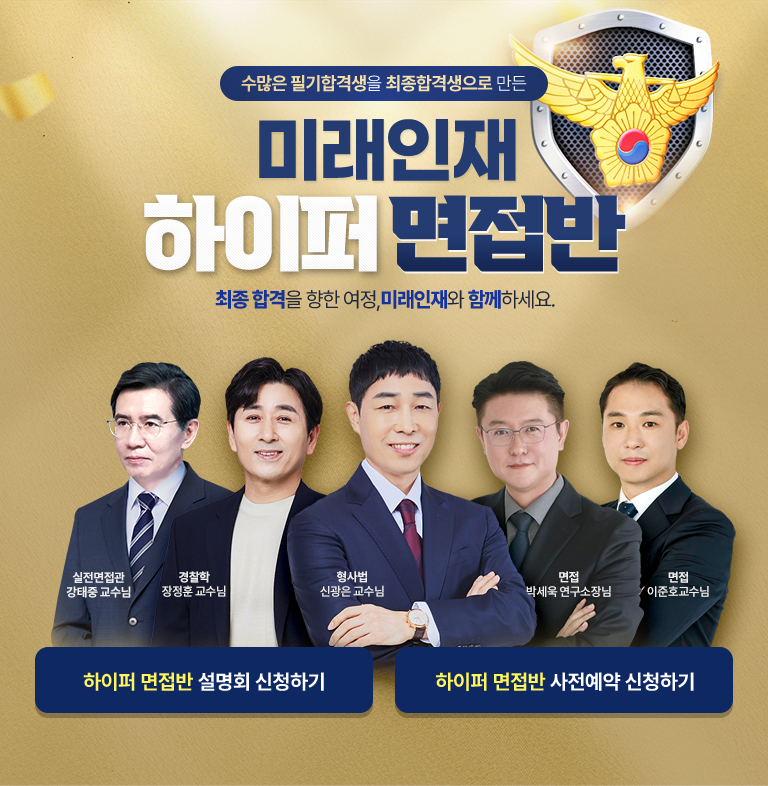 수많은 필기합격생을 최종합격생으로 만든
미래인재
하이퍼 면접반
최종 합격을 향한 여정,미래인재와 함께하세요.
실전면접관
강태중 교수님
경찰학
장정훈 교수님
형사법
신광은 교수님
면접
박세욱 연구소장님
면접
이준호교수님
하이퍼 면접반 설명회 신청하기
하이퍼 면접반 사전예약 신청하기